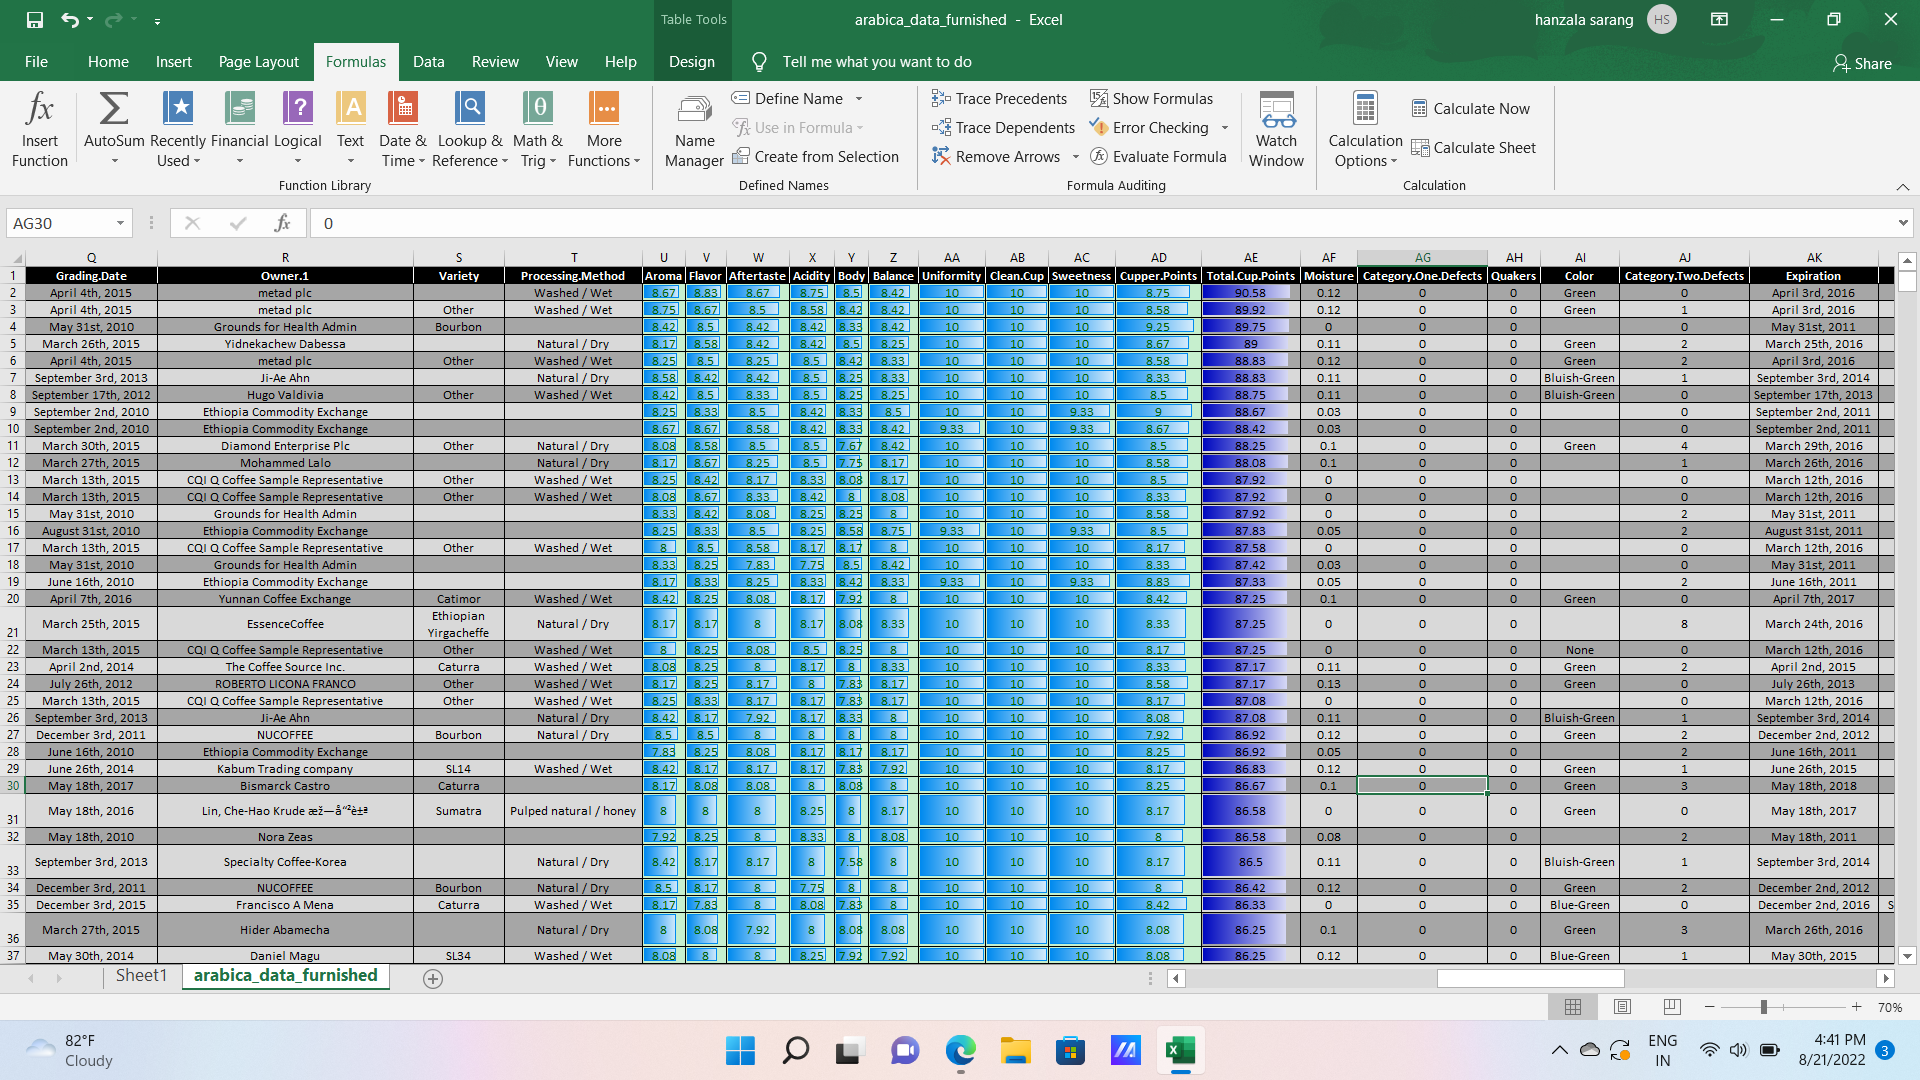 arabica_data_furnished - Excel
Table Tools
hanzala sarang
HS
File Home Insert Page Layout Formulas Data Review View Help Design Tell me what you want to do Share
Insert Function
AutoSum
Recently Used
Financial
Logical
Text
Date & Time
Lookup & Reference
Math & Trig
More Functions
Function Library
Name Manager
Define Name
Use in Formula
Create from Selection
Defined Names
Trace Precedents
Trace Dependents
Remove Arrows
Show Formulas
Error Checking
Evaluate Formula
Formula Auditing
Watch Window
Calculation Options
Calculate Now
Calculate Sheet
Calculation
AG30 fx 0
Q R S T U V W X Y Z AA AB AC AD AE AF AG AH AI AJ AK
1 Grading.Date Owner.1 Variety Processing.Method Aroma Flavor Aftertaste Acidity Body Balance Uniformity Clean.Cup Sweetness Cupper.Points Total.Cup.Points Moisture Category.One.Defects Quakers Color Category.Two.Defects Expiration
2 April 4th, 2015 metad plc Washed / Wet 8.67 8.83 8.67 8.75 8.5 8.42 10 10 10 8.75 90.58 0.12 0 0 Green 0 April 3rd, 2016
3 April 4th, 2015 metad plc Other Washed / Wet 8.75 8.67 8.5 8.58 8.42 8.42 10 10 10 8.58 89.92 0.12 0 0 Green 1 April 3rd, 2016
4 May 31st, 2010 Grounds for Health Admin Bourbon 8.42 8.5 8.42 8.42 8.33 8.42 10 10 10 9.25 89.75 0 0 0 0 May 31st, 2011
5 March 26th, 2015 Yidnekachew Dabessa Natural / Dry 8.17 8.58 8.42 8.42 8.5 8.25 10 10 10 8.67 89 0.11 0 0 Green 2 March 25th, 2016
6 April 4th, 2015 metad plc Other Washed / Wet 8.25 8.5 8.25 8.5 8.42 8.33 10 10 10 8.58 88.83 0.12 0 0 Green 2 April 3rd, 2016
7 September 3rd, 2013 Ji-Ae Ahn Natural / Dry 8.58 8.42 8.42 8.5 8.25 8.33 10 10 10 8.33 88.83 0.11 0 0 Bluish-Green 1 September 3rd, 2014
8 September 17th, 2012 Hugo Valdivia Other Washed / Wet 8.42 8.5 8.33 8.5 8.25 8.25 10 10 10 8.5 88.75 0.11 0 0 Bluish-Green 0 September 17th, 2013
9 September 2nd, 2010 Ethiopia Commodity Exchange 8.25 8.33 8.5 8.42 8.33 8.5 10 10 9.33 9 88.67 0.03 0 0 0 September 2nd, 2011
10 September 2nd, 2010 Ethiopia Commodity Exchange 8.67 8.67 8.58 8.42 8.33 8.42 9.33 10 9.33 8.67 88.42 0.03 0 0 0 September 2nd, 2011
11 March 30th, 2015 Diamond Enterprise Plc Other Natural / Dry 8.08 8.58 8.5 8.5 7.67 8.42 10 10 10 8.5 88.25 0.1 0 0 Green 4 March 29th, 2016
12 March 27th, 2015 Mohammed Lalo Natural / Dry 8.17 8.67 8.25 8.5 7.75 8.17 10 10 10 8.58 88.08 0.1 0 0 1 March 26th, 2016
13 March 13th, 2015 CQI Q Coffee Sample Representative Other Washed / Wet 8.25 8.42 8.17 8.33 8.08 8.17 10 10 10 8.5 87.92 0 0 0 0 March 12th, 2016
14 March 13th, 2015 CQI Q Coffee Sample Representative Other Washed / Wet 8.08 8.67 8.33 8.42 8 8.08 10 10 10 8.33 87.92 0 0 0 0 March 12th, 2016
15 May 31st, 2010 Grounds for Health Admin 8.33 8.42 8.08 8.25 8.25 8 10 10 10 8.58 87.92 0 0 0 2 May 31st, 2011
16 August 31st, 2010 Ethiopia Commodity Exchange 8.25 8.33 8.5 8.25 8.58 8.75 9.33 10 9.33 8.5 87.83 0.05 0 0 2 August 31st, 2011
17 March 13th, 2015 CQI Q Coffee Sample Representative Other Washed / Wet 8 8.5 8.58 8.17 8.17 8 10 10 10 8.17 87.58 0 0 0 0 March 12th, 2016
18 May 31st, 2010 Grounds for Health Admin 8.33 8.25 7.83 7.75 8.5 8.42 10 10 10 8.33 87.42 0.03 0 0 0 May 31st, 2011
19 June 16th, 2010 Ethiopia Commodity Exchange 8.17 8.33 8.25 8.33 8.42 8.33 9.33 10 9.33 8.83 87.33 0.05 0 0 2 June 16th, 2011
20 April 7th, 2016 Yunnan Coffee Exchange Catimor Washed / Wet 8.42 8.25 8.08 8.17 7.92 8 10 10 10 8.42 87.25 0.1 0 0 Green 0 April 7th, 2017
21 March 25th, 2015 EssenceCoffee Ethiopian Yirgacheffe Natural / Dry 8.17 8.17 8 8.17 8.08 8.33 10 10 10 8.33 87.25 0 0 0 8 March 24th, 2016
22 March 13th, 2015 CQI Q Coffee Sample Representative Other Washed / Wet 8 8.25 8.08 8.5 8.25 8 10 10 10 8.17 87.25 0 0 0 None 0 March 12th, 2016
23 April 2nd, 2014 The Coffee Source Inc. Caturra Washed / Wet 8.08 8.25 8 8.17 8 8.33 10 10 10 8.33 87.17 0.11 0 0 Green 2 April 2nd, 2015
24 July 26th, 2012 ROBERTO LICONA FRANCO Other Washed / Wet 8.17 8.25 8.17 8 7.83 8.17 10 10 10 8.58 87.17 0.13 0 0 Green 0 July 26th, 2013
25 March 13th, 2015 CQI Q Coffee Sample Representative Other Washed / Wet 8.25 8.33 8 8.17 7.83 8.17 10 10 10 8.17 87.08 0 0 0 0 March 12th, 2016
26 September 3rd, 2013 Ji-Ae Ahn Natural / Dry 8.42 8.17 7.92 8.17 8.33 8 10 10 10 8.08 87.08 0.11 0 0 Bluish-Green 1 September 3rd, 2014
27 December 3rd, 2011 NUCOFFEE Bourbon Natural / Dry 8.5 8.5 8 8 8 8 10 10 10 7.92 86.92 0.12 0 0 Green 2 December 2nd, 2012
28 June 16th, 2010 Ethiopia Commodity Exchange 7.83 8.25 8.08 8.17 8.17 8.17 10 10 10 8.25 86.92 0.05 0 0 2 June 16th, 2011
29 June 26th, 2014 Kabum Trading company SL14 Washed / Wet 8.42 8.17 8.17 8.17 7.83 7.92 10 10 10 8.17 86.83 0.12 0 0 Green 1 June 26th, 2015
30 May 18th, 2017 Bismarck Castro Caturra 8.17 8.08 8.08 8 8.08 8 10 10 10 8.25 86.67 0.1 0 0 Green 3 May 18th, 2018
31 May 18th, 2016 Lin, Che-Hao Krude æž—å“²è±ª Sumatra Pulped natural / honey 8 8 8 8.25 8 8.17 10 10 10 8.17 86.58 0 0 0 Green 0 May 18th, 2017
32 May 18th, 2010 Nora Zeas 7.92 8.25 8 8.33 8 8.08 10 10 10 8 86.58 0.08 0 0 2 May 18th, 2011
33 September 3rd, 2013 Specialty Coffee-Korea Natural / Dry 8.42 8.17 8.17 8 7.58 8 10 10 10 8.17 86.5 0.11 0 0 Bluish-Green 1 September 3rd, 2014
34 December 3rd, 2011 NUCOFFEE Bourbon Natural / Dry 8.5 8.17 8 7.75 8 8 10 10 10 8 86.42 0.12 0 0 Green 2 December 2nd, 2012
35 December 3rd, 2015 Francisco A Mena Caturra Washed / Wet 8.17 7.83 8 8.08 7.83 8 10 10 10 8.42 86.33 0 0 0 Blue-Green 0 December 2nd, 2016 S
36 March 27th, 2015 Hider Abamecha Natural / Dry 8 8.08 7.92 8 8.08 8.08 10 10 10 8.08 86.25 0.1 0 0 Green 3 March 26th, 2016
37 May 30th, 2014 Daniel Magu SL34 Washed / Wet 8.08 8 8 8.25 7.92 7.92 10 10 10 8.08 86.25 0.12 0 0 Blue-Green 1 May 30th, 2015
Sheet1 arabica_data_furnished
70%
82°F
Cloudy
ENG
IN
4:41 PM
8/21/2022
3